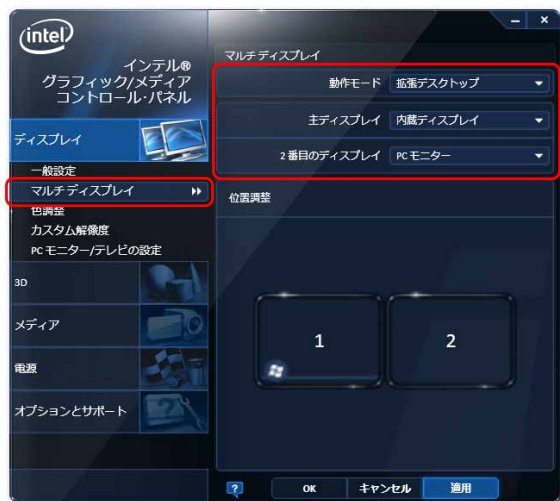 intel
インテル®
グラフィック/メディア
コントロール・パネル
ディスプレイ
一般設定
マルチ ディスプレイ
色調整
カスタム解像度
PC モニター/テレビの設定
3D
メディア
電源
オプションとサポート
マルチ ディスプレイ
動作モード 拡張デスクトップ
主ディスプレイ 内蔵ディスプレイ
2 番目のディスプレイ PC モニター
位置調整
1 2
? OK キャンセル 適用